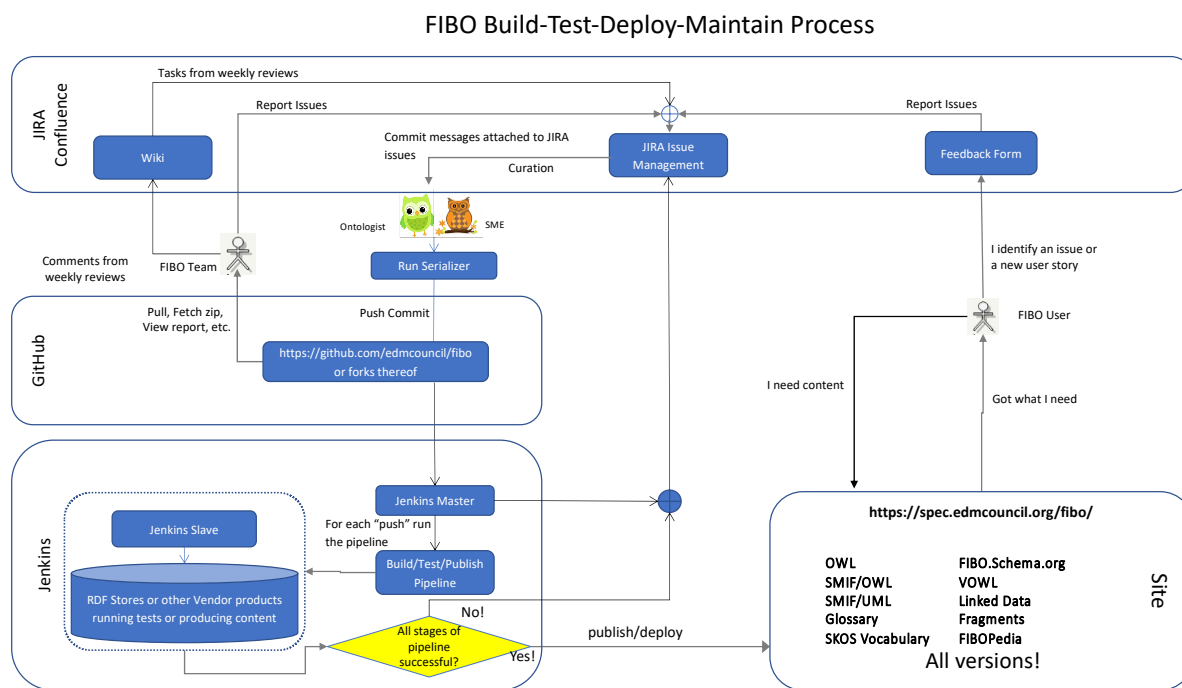 FIBO Build-Test-Deploy-Maintain Process
JIRA
Confluence
Tasks from weekly reviews
Report Issues
Report Issues
Commit messages attached to JIRA
issues
Wiki
JIRA Issue
Management
Feedback Form
Curation
Ontologist
SME
FIBO Team
Comments from
weekly reviews
Run Serializer
I identify an issue or
a new user story
FIBO User
GitHub
Pull, Fetch zip,
View report, etc.
Push Commit
https://github.com/edmcouncil/fibo
or forks thereof
I need content
Got what I need
Jenkins
Jenkins Master
Jenkins Slave
For each “push” run
the pipeline
Build/Test/Publish
Pipeline
RDF Stores or other Vendor products
running tests or producing content
No!
All stages of
pipeline
successful?
Yes!
publish/deploy
https://spec.edmcouncil.org/fibo/
OWL
SMIF/OWL
SMIF/UML
Glossary
SKOS Vocabulary
FIBO.Schema.org
VOWL
Linked Data
Fragments
FIBOPedia
All versions!
Site